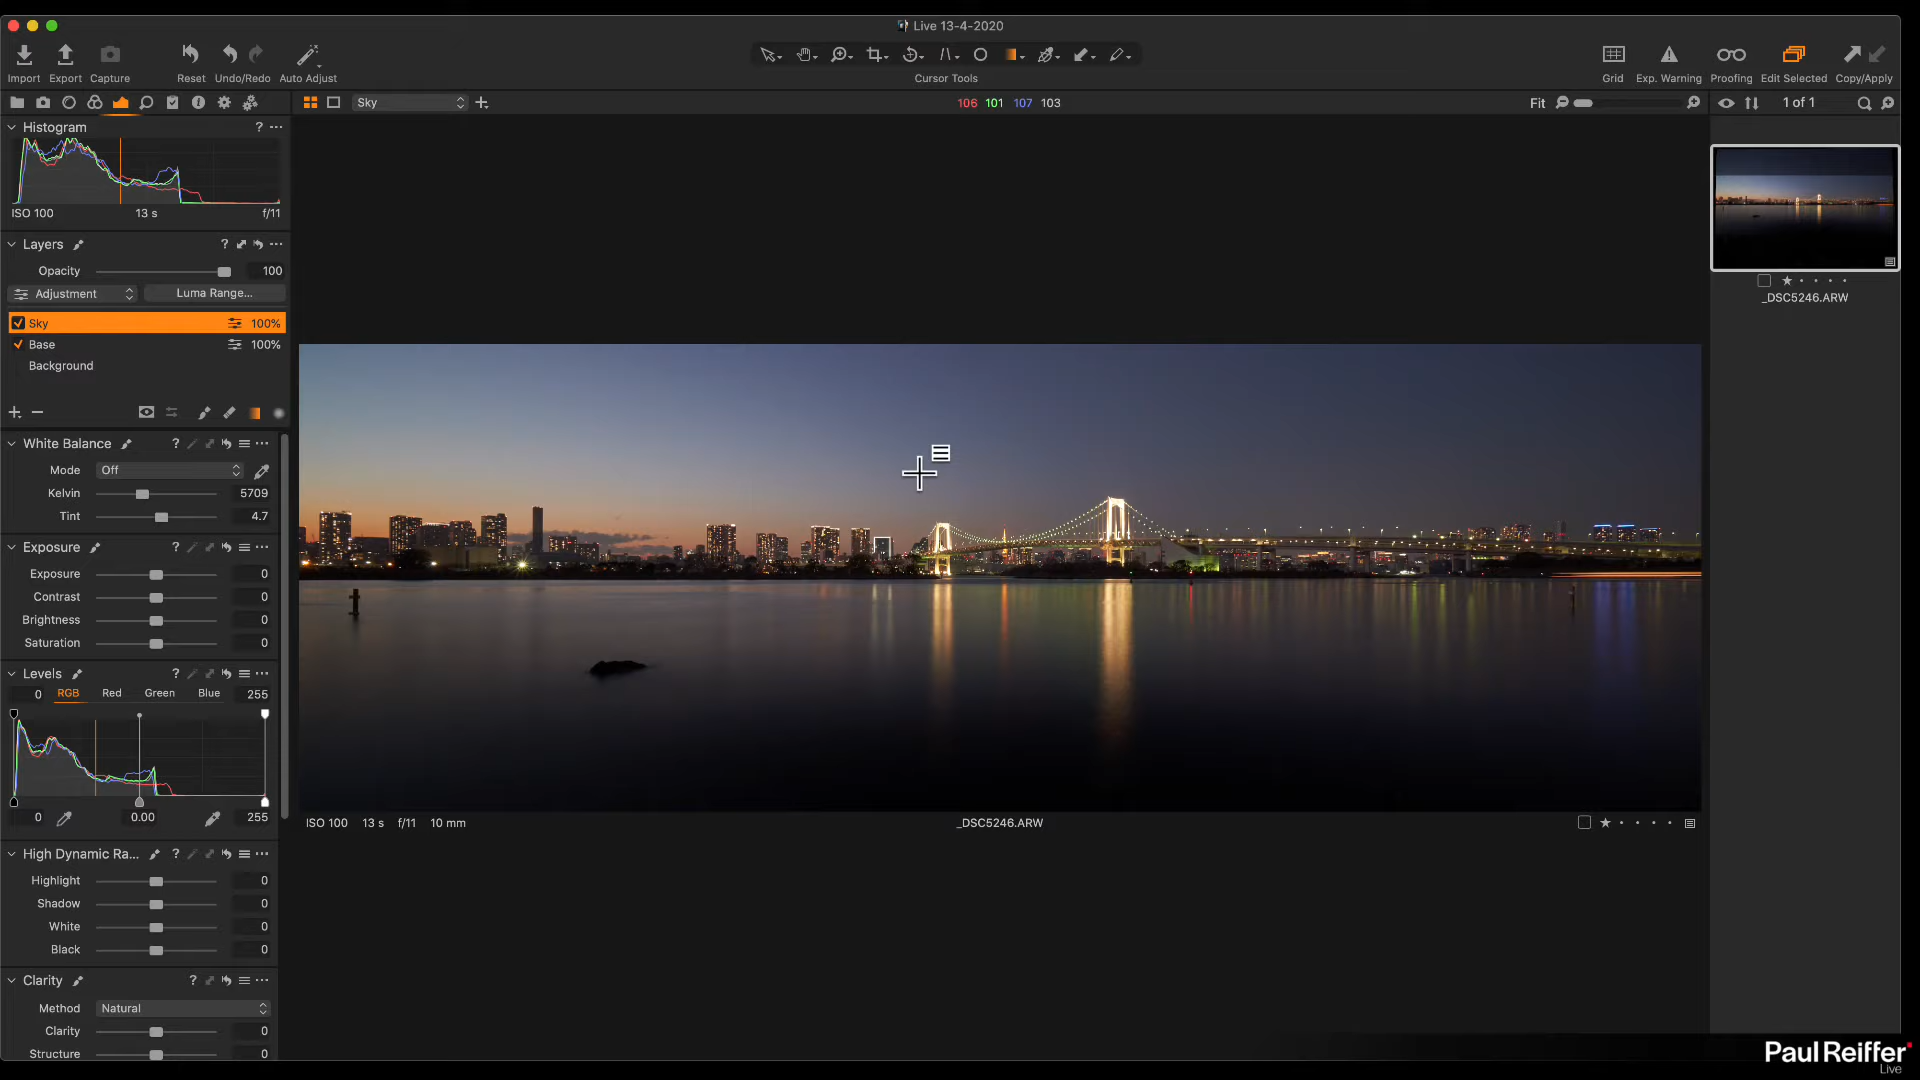 Live 13-4-2020
Import Export Capture Reset Undo/Redo Auto Adjust Cursor Tools Grid Exp. Warning Proofing Edit Selected Copy/Apply
Sky 106 101 107 103 Fit 1 of 1
Histogram ?
ISO 100 13 s f/11
Layers ?
Opacity 100
Adjustment Luma Range...
Sky 100%
Base 100%
Background
White Balance ?
Mode Off
Kelvin 5709
Tint 4.7
Exposure ?
Exposure 0
Contrast 0
Brightness 0
Saturation 0
Levels ?
0 RGB Red Green Blue 255
0 0.00 255
High Dynamic Ra... ?
Highlight 0
Shadow 0
White 0
Black 0
Clarity ?
Method Natural
Clarity 0
Structure 0
ISO 100 13 s f/11 10 mm _DSC5246.ARW
_DSC5246.ARW
Paul Reiffer
Live